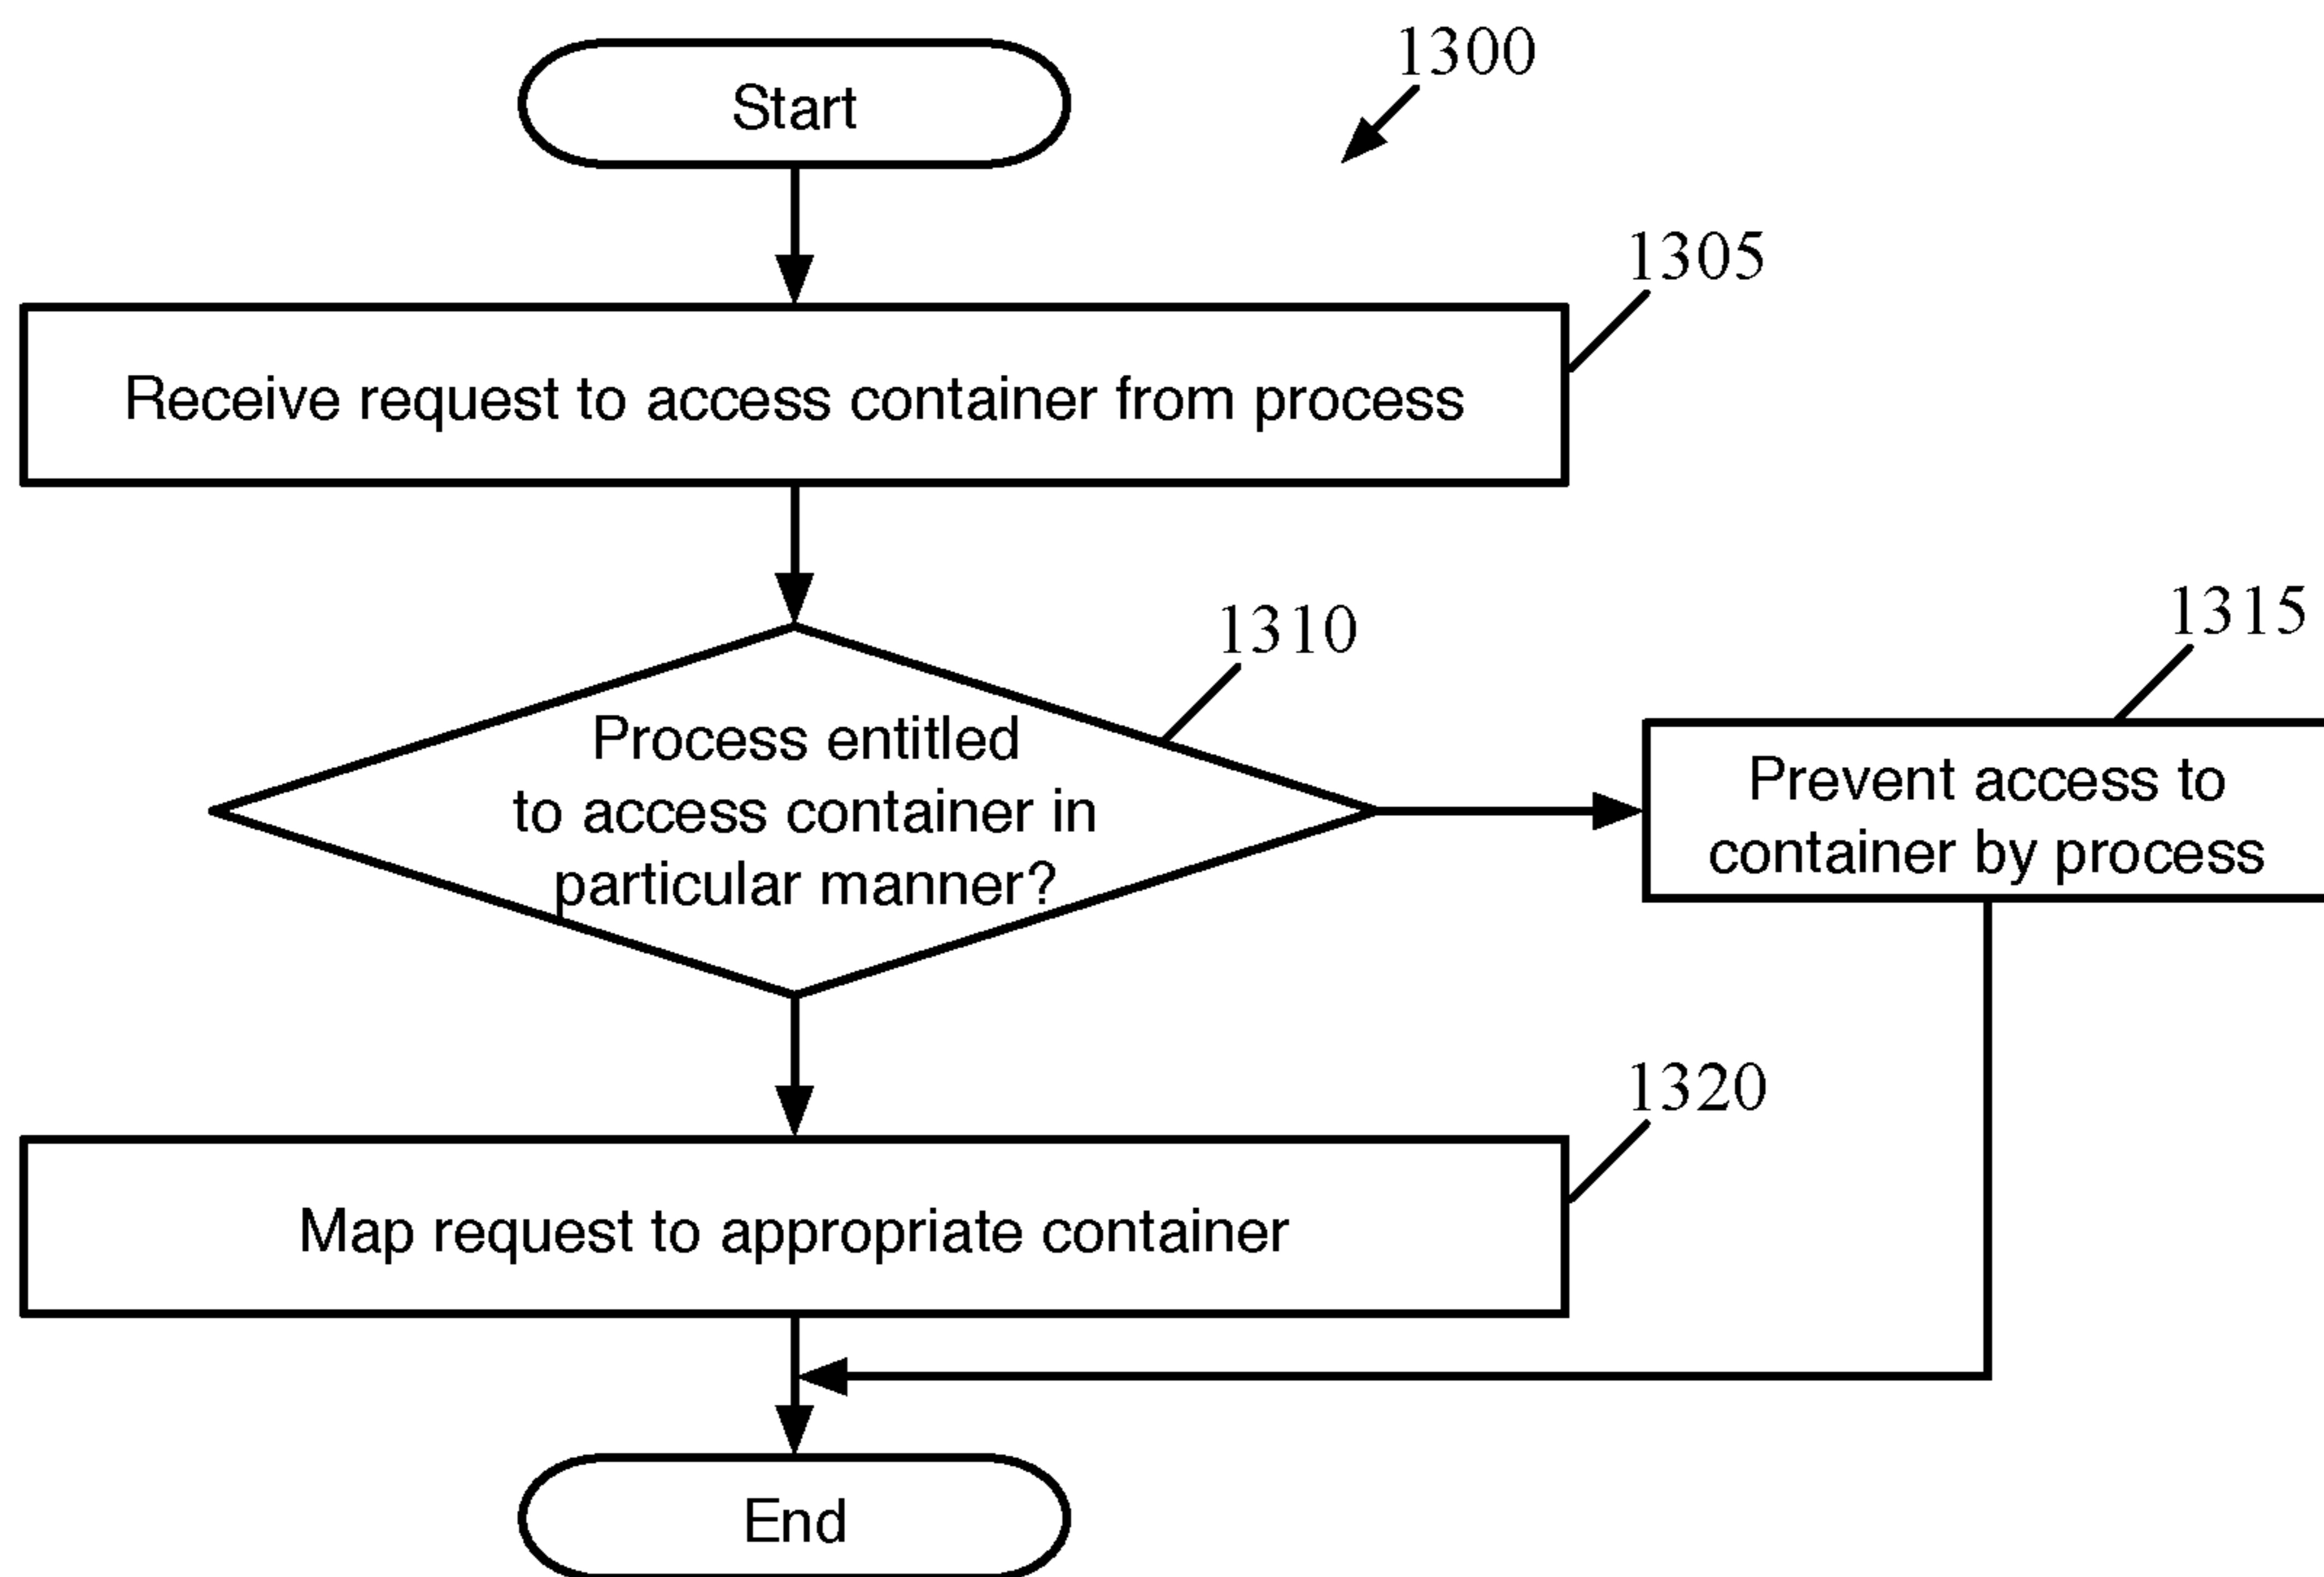 Start
1300
1305
Receive request to access container from process
1310
Process entitled
to access container in
particular manner?
1315
Prevent access to
container by process
1320
Map request to appropriate container
End